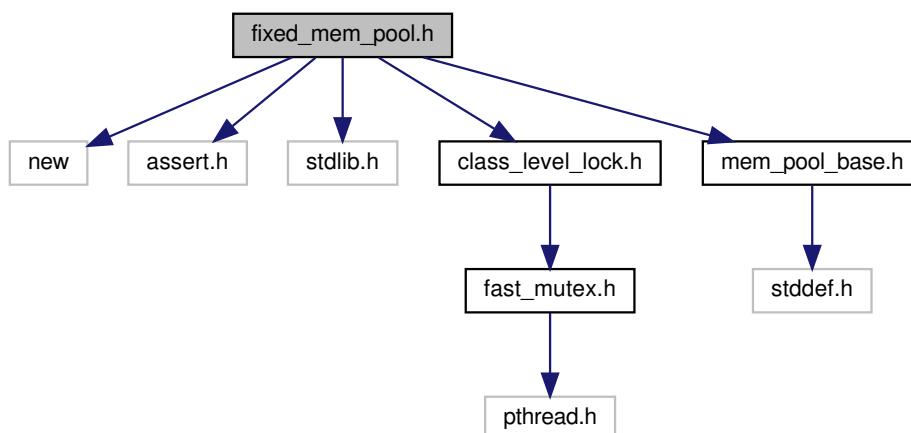 fixed_mem_pool.h
new
assert.h
stdlib.h
class_level_lock.h
mem_pool_base.h
fast_mutex.h
stddef.h
pthread.h